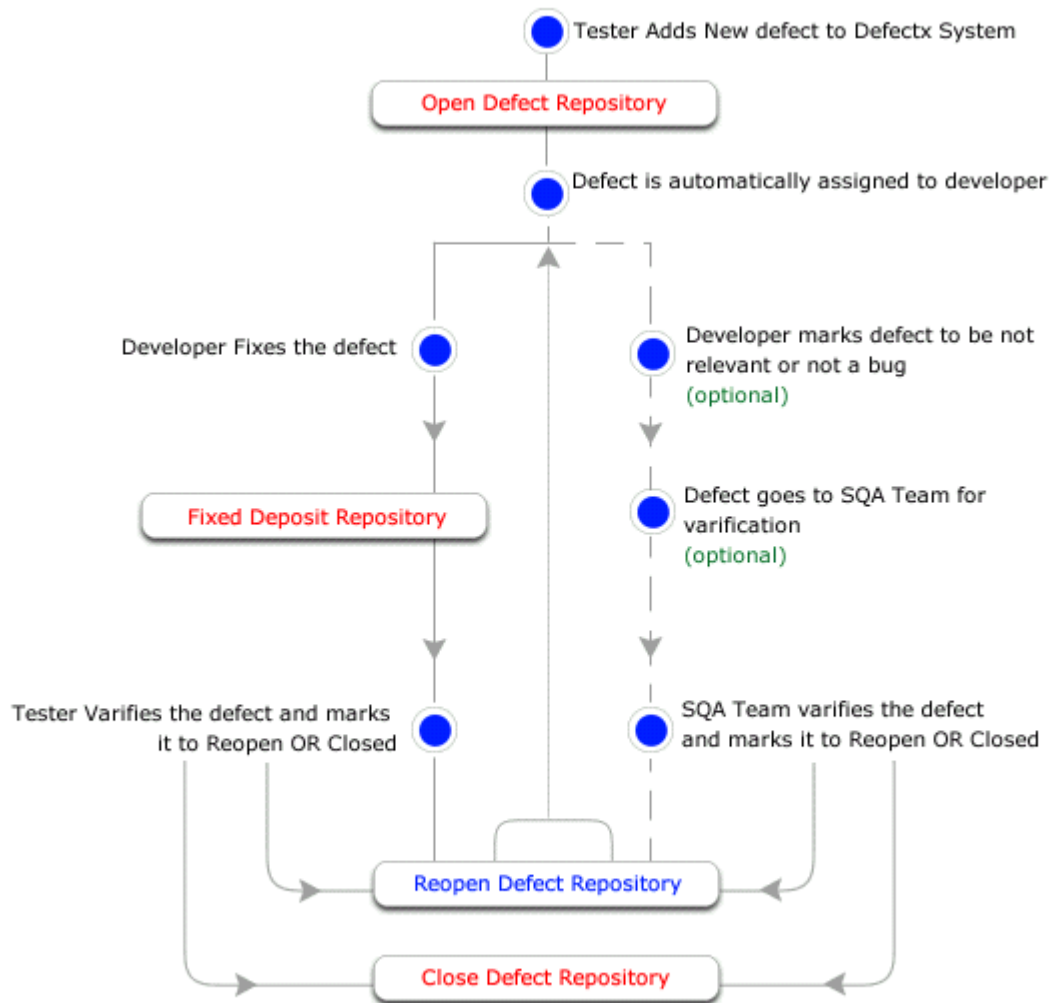 Tester Adds New defect to Defectx System
Open Defect Repository
Defect is automatically assigned to developer
Developer Fixes the defect
Developer marks defect to be not
relevant or not a bug
(optional)
Fixed Deposit Repository
Defect goes to SQA Team for
varification
(optional)
Tester Varifies the defect and marks
it to Reopen OR Closed
SQA Team varifies the defect
and marks it to Reopen OR Closed
Reopen Defect Repository
Close Defect Repository